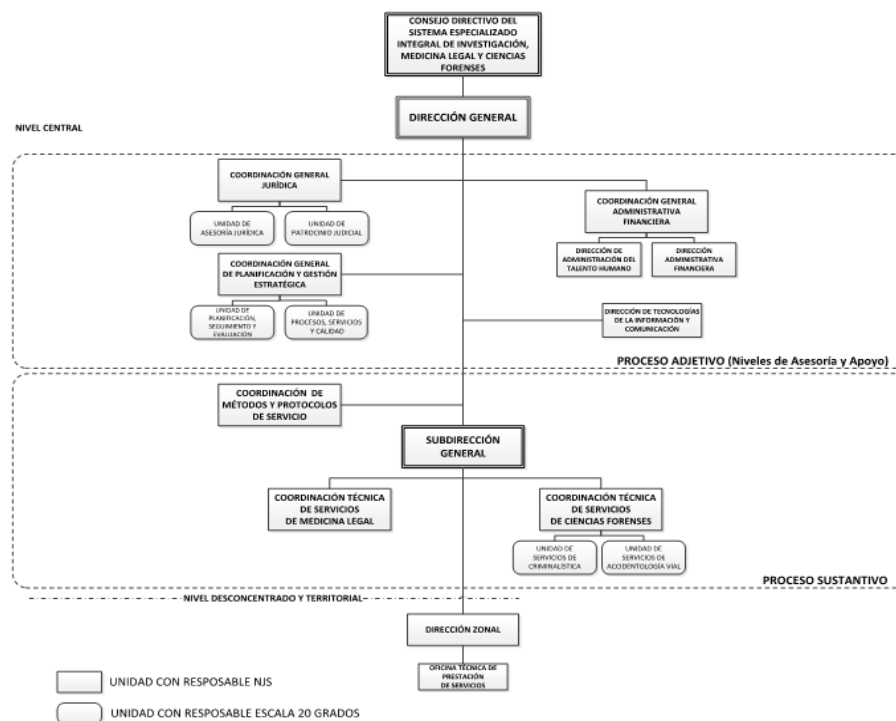 CONSEJO DIRECTIVO DEL
SISTEMA ESPECIALIZADO
INTEGRAL DE INVESTIGACIÓN,
MEDICINA LEGAL Y CIENCIAS
FORENSES
DIRECCIÓN GENERAL
NIVEL CENTRAL
COORDINACIÓN GENERAL
JURÍDICA
UNIDAD DE
ASESORÍA JURÍDICA
UNIDAD DE
PATROCINIO JUDICIAL
COORDINACIÓN GENERAL
ADMINISTRATIVA
FINANCIERA
DIRECCIÓN DE
ADMINISTRACIÓN DEL
TALENTO HUMANO
DIRECCIÓN
ADMINISTRATIVA
FINANCIERA
COORDINACIÓN GENERAL
DE PLANIFICACIÓN Y GESTIÓN
ESTRATÉGICA
UNIDAD DE
PLANIFICACIÓN,
SEGUIMIENTO Y
EVALUACIÓN
UNIDAD DE
PROCESOS, SERVICIOS
Y CALIDAD
DIRECCIÓN DE TECNOLOGÍAS
DE LA INFORMACIÓN Y
COMUNICACIÓN
PROCESO ADJETIVO (Niveles de Asesoría y Apoyo)
COORDINACIÓN DE
MÉTODOS Y PROTOCOLOS
DE SERVICIO
SUBDIRECCIÓN
GENERAL
COORDINACIÓN TÉCNICA
DE SERVICIOS
DE MEDICINA LEGAL
COORDINACIÓN TÉCNICA
DE SERVICIOS
DE CIENCIAS FORENSES
UNIDAD DE
SERVICIOS DE
CRIMINALÍSTICA
UNIDAD DE
SERVICIOS DE
ACCIDENTOLOGÍA VIAL
PROCESO SUSTANTIVO
NIVEL DESCONCENTRADO Y TERRITORIAL
DIRECCIÓN ZONAL
OFICINA TÉCNICA DE
PRESTACIÓN
DE SERVICIOS
UNIDAD CON RESPOSABLE NJS
UNIDAD CON RESPOSABLE ESCALA 20 GRADOS